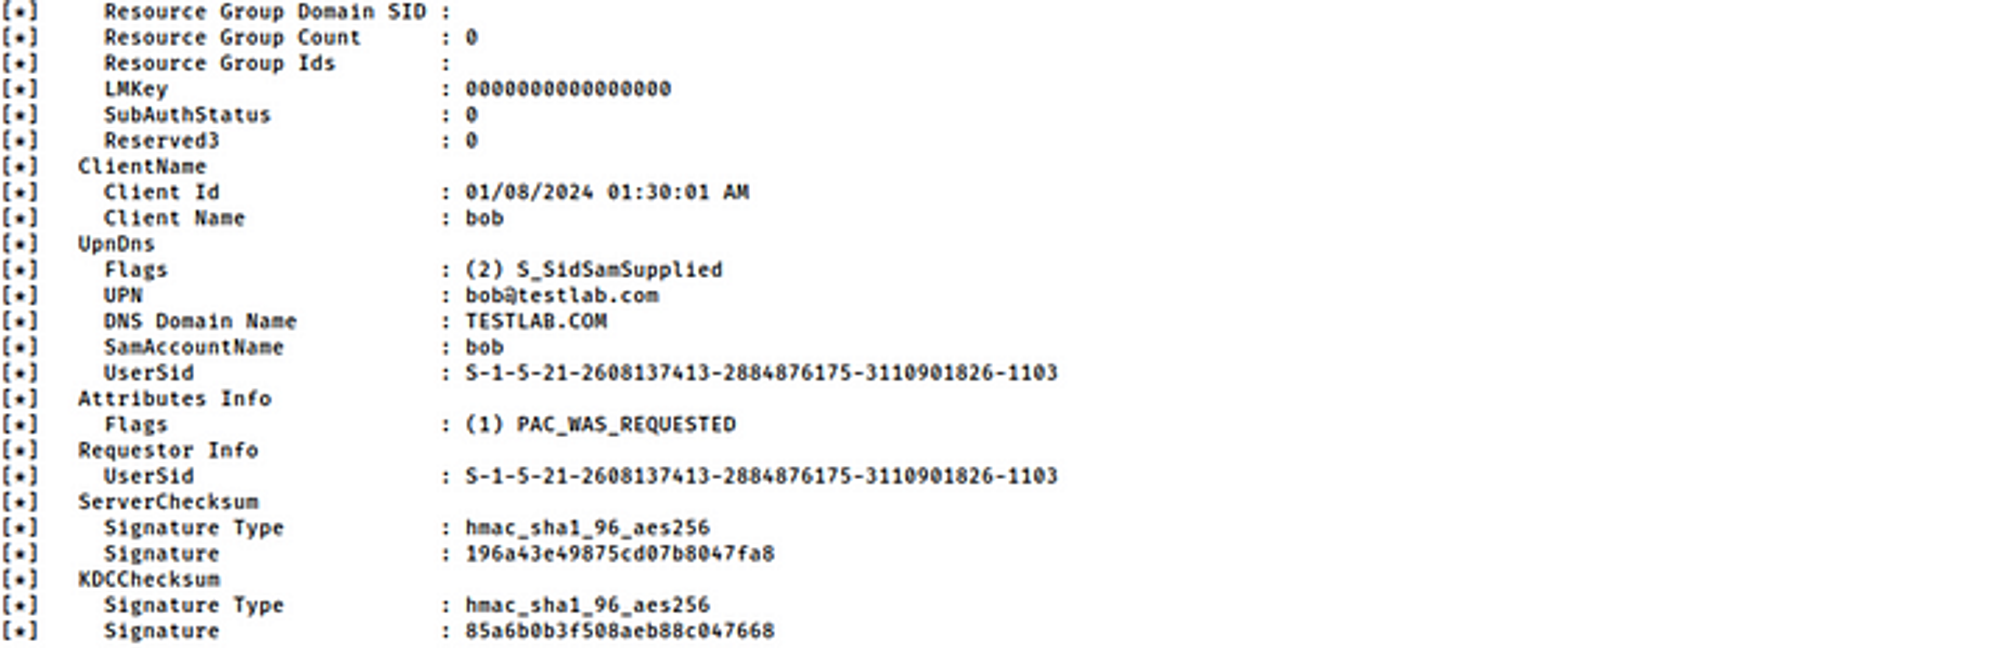 [*]     Resource Group Domain SID :
[*]     Resource Group Count      : 0
[*]     Resource Group Ids        :
[*]     LMKey                     : 0000000000000000
[*]     SubAuthStatus             : 0
[*]     Reserved3                 : 0
[*]   ClientName
[*]     Client Id                 : 01/08/2024 01:30:01 AM
[*]     Client Name               : bob
[*]   UpnDns
[*]     Flags                     : (2) S_SidSamSupplied
[*]     UPN                       : bob@testlab.com
[*]     DNS Domain Name           : TESTLAB.COM
[*]     SamAccountName            : bob
[*]     UserSid                   : S-1-5-21-2608137413-2884876175-3110901826-1103
[*]   Attributes Info
[*]     Flags                     : (1) PAC_WAS_REQUESTED
[*]   Requestor Info
[*]     UserSid                   : S-1-5-21-2608137413-2884876175-3110901826-1103
[*]   ServerChecksum
[*]     Signature Type            : hmac_sha1_96_aes256
[*]     Signature                 : 196a43e49875cd07b8047fa8
[*]   KDCChecksum
[*]     Signature Type            : hmac_sha1_96_aes256
[*]     Signature                 : 85a6b0b3f508aeb88c047668